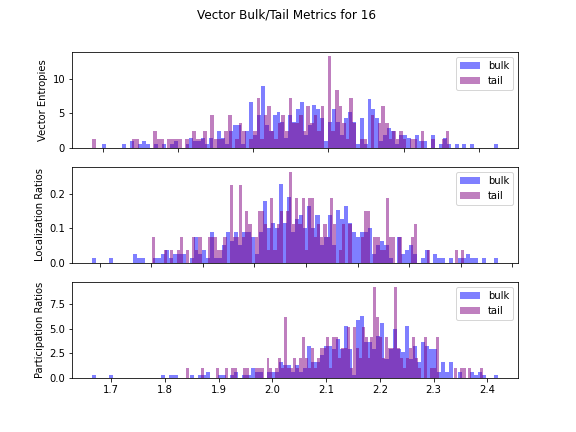 Vector Bulk/Tail Metrics for 16
Vector Entropies
10
5
0
bulk
tail
Localization Ratios
0.2
0.1
0.0
bulk
tail
Participation Ratios
7.5
5.0
2.5
0.0
bulk
tail
1.7 1.8 1.9 2.0 2.1 2.2 2.3 2.4